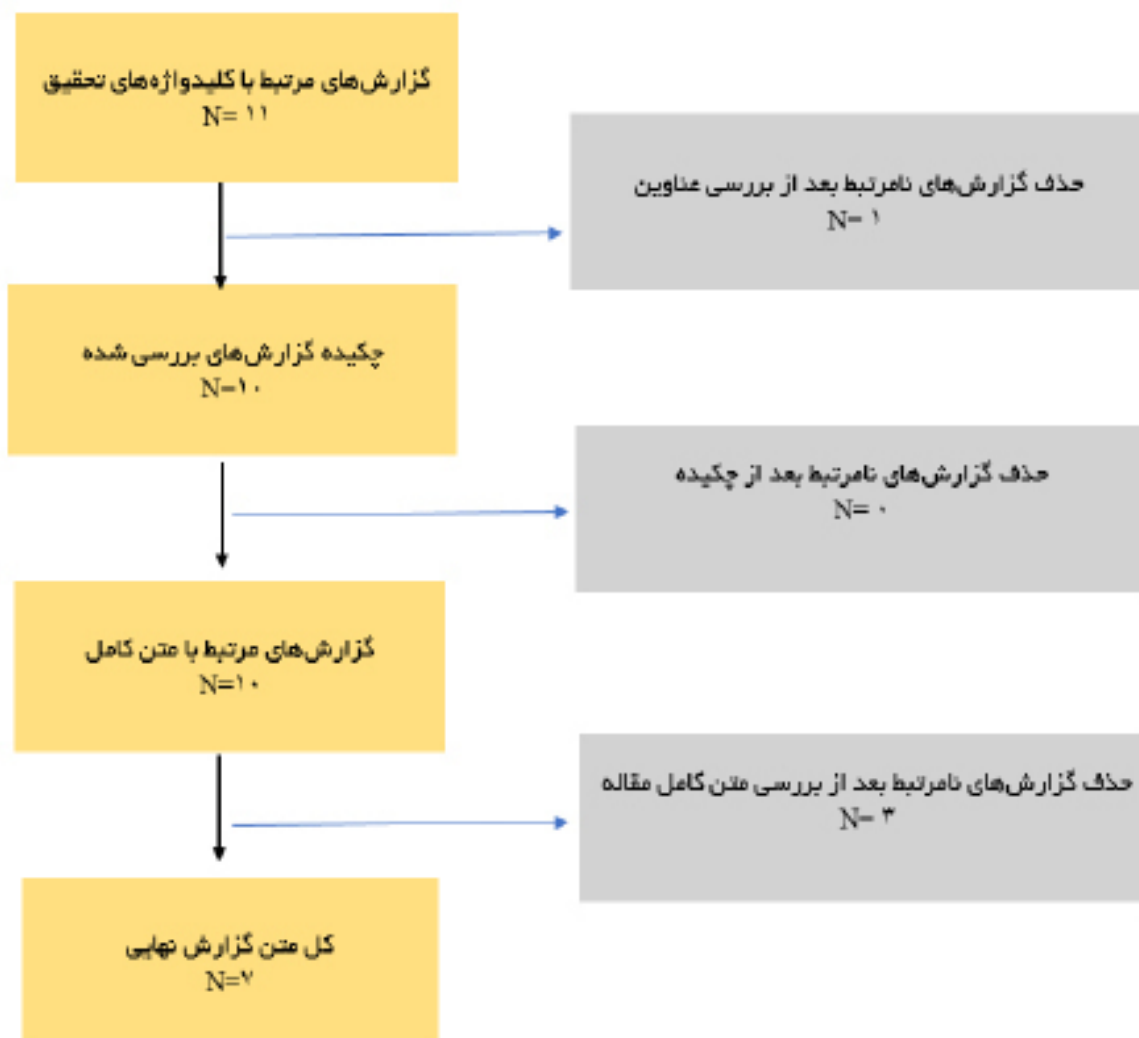 گزارش‌های مرتبط با کلیدواژه‌های تحقیق
N= ۱۱
حذف گزارش‌های نامرتبط بعد از بررسی عناوین
N= ۱
چکیده گزارش‌های بررسی شده
N=۱۰
حذف گزارش‌های نامرتبط بعد از چکیده
N= ۰
گزارش‌های مرتبط با متن کامل
N=۱۰
حذف گزارش‌های نامرتبط بعد از بررسی متن کامل مقاله
N= ۳
کل متن گزارش نهایی
N=۷